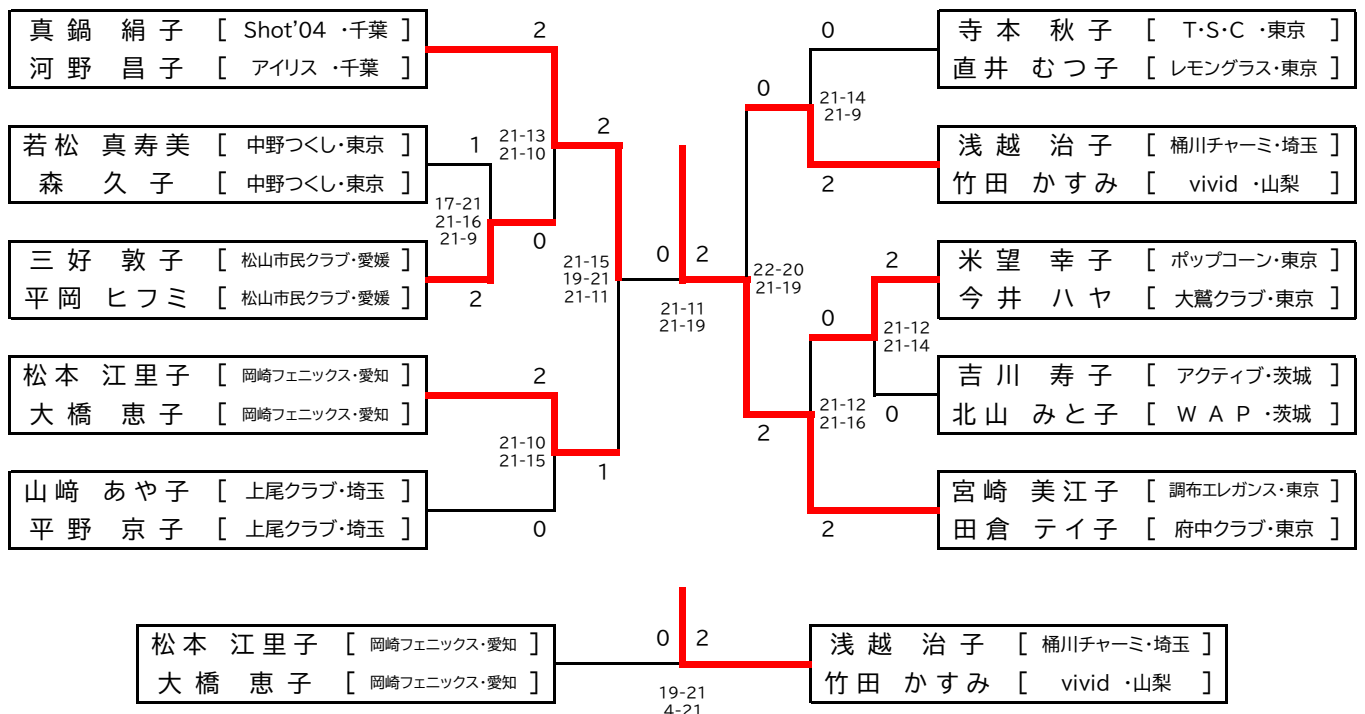 真鍋 絹子 [ Shot'04 ・千葉 ]
河野 昌子 [ アイリス ・千葉 ]
若松 真寿美 [ 中野つくし・東京 ]
森 久子 [ 中野つくし・東京 ]
三好 敦子 [ 松山市民クラブ・愛媛 ]
平岡 ヒフミ [ 松山市民クラブ・愛媛 ]
松本 江里子 [ 岡崎フェニックス・愛知 ]
大橋 恵子 [ 岡崎フェニックス・愛知 ]
山﨑 あや子 [ 上尾クラブ・埼玉 ]
平野 京子 [ 上尾クラブ・埼玉 ]
2
1
17-21
21-16
21-9
2
21-13
21-10
0
2
21-10
21-15
0
2
21-15
19-21
21-11
1
0 2
21-11
21-19
0
22-20
21-19
2
0
21-14
21-9
2
2
21-12
21-14
0
0
21-12
21-16
2
寺本 秋子 [ T・S・C ・東京 ]
直井 むつ子 [ レモングラス・東京 ]
浅越 治子 [ 桶川チャーミ・埼玉 ]
竹田 かすみ [ vivid ・山梨 ]
米望 幸子 [ ポップコーン・東京 ]
今井 ハヤ [ 大鷲クラブ・東京 ]
吉川 寿子 [ アクティブ・茨城 ]
北山 みと子 [ W A P ・茨城 ]
宮崎 美江子 [ 調布エレガンス・東京 ]
田倉 テイ子 [ 府中クラブ・東京 ]
松本 江里子 [ 岡崎フェニックス・愛知 ]
大橋 恵子 [ 岡崎フェニックス・愛知 ]
0 2
19-21
4-21
浅越 治子 [ 桶川チャーミ・埼玉 ]
竹田 かすみ [ vivid ・山梨 ]